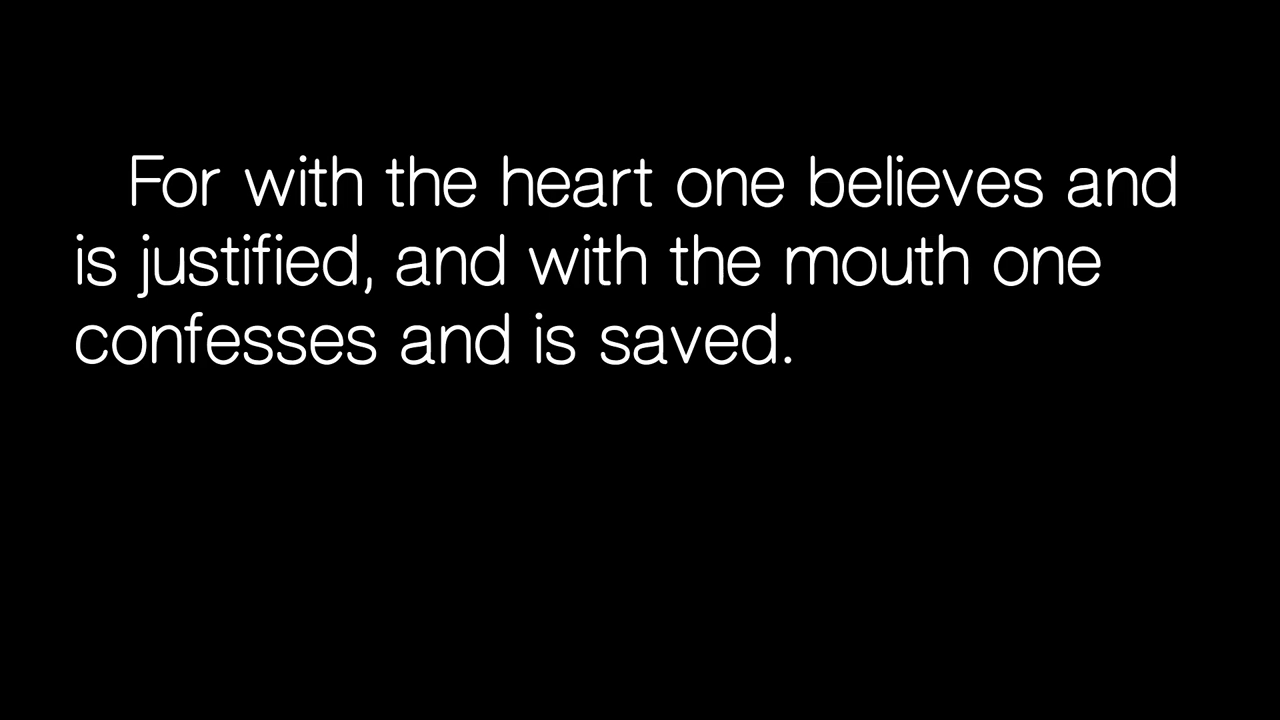 For with the heart one believes and
is justified, and with the mouth one
confesses and is saved.